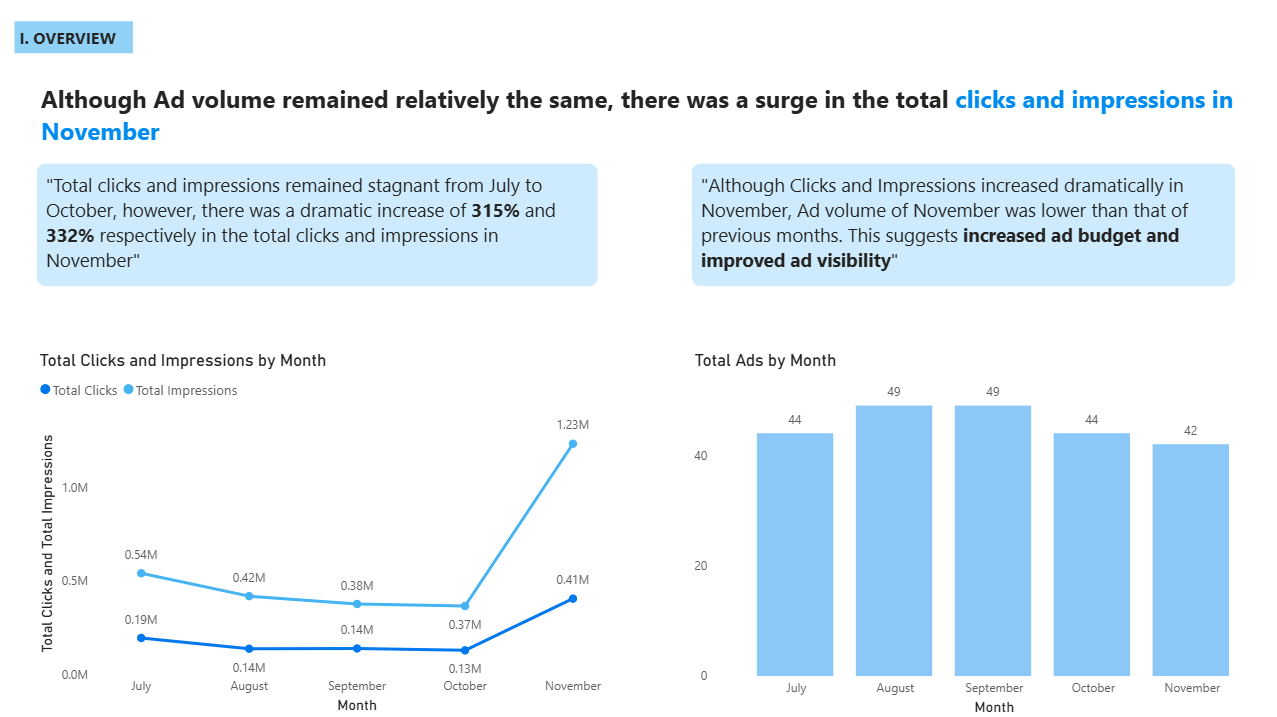 I. OVERVIEW
Although Ad volume remained relatively the same, there was a surge in the total clicks and impressions in
November
"Total clicks and impressions remained stagnant from July to
October, however, there was a dramatic increase of 315% and
332% respectively in the total clicks and impressions in
November"
"Although Clicks and Impressions increased dramatically in
November, Ad volume of November was lower than that of
previous months. This suggests increased ad budget and
improved ad visibility"
Total Clicks and Impressions by Month
Total Clicks Total Impressions
Total Clicks and Total Impressions
1.0M
0.5M
0.0M
0.54M
0.42M
0.38M
0.37M
1.23M
0.19M
0.14M
0.14M
0.13M
0.41M
July
August
September
October
November
Month
Total Ads by Month
40
20
0
44
49
49
44
42
July
August
September
October
November
Month